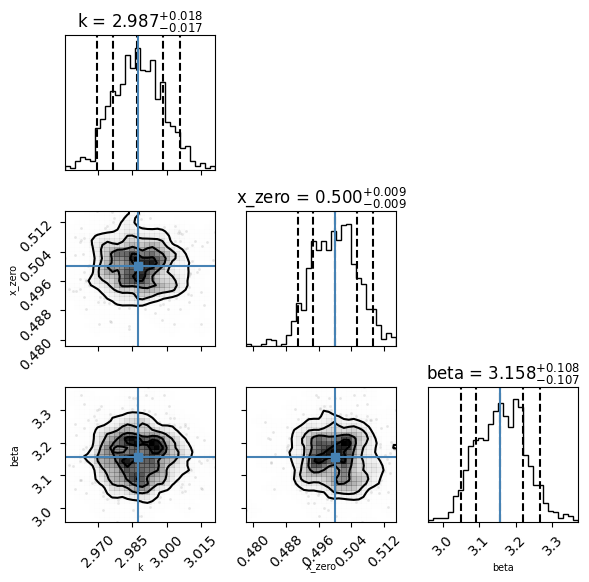 k = 2.987^{+0.018}_{-0.017}
x_zero = 0.500^{+0.009}_{-0.009}
x_zero
0.512
0.504
0.496
0.488
0.480
beta = 3.158^{+0.108}_{-0.107}
beta
3.3
3.2
3.1
3.0
2.970
2.985
3.000
3.015
k
0.480
0.488
0.496
0.504
0.512
x_zero
3.0
3.1
3.2
3.3
beta